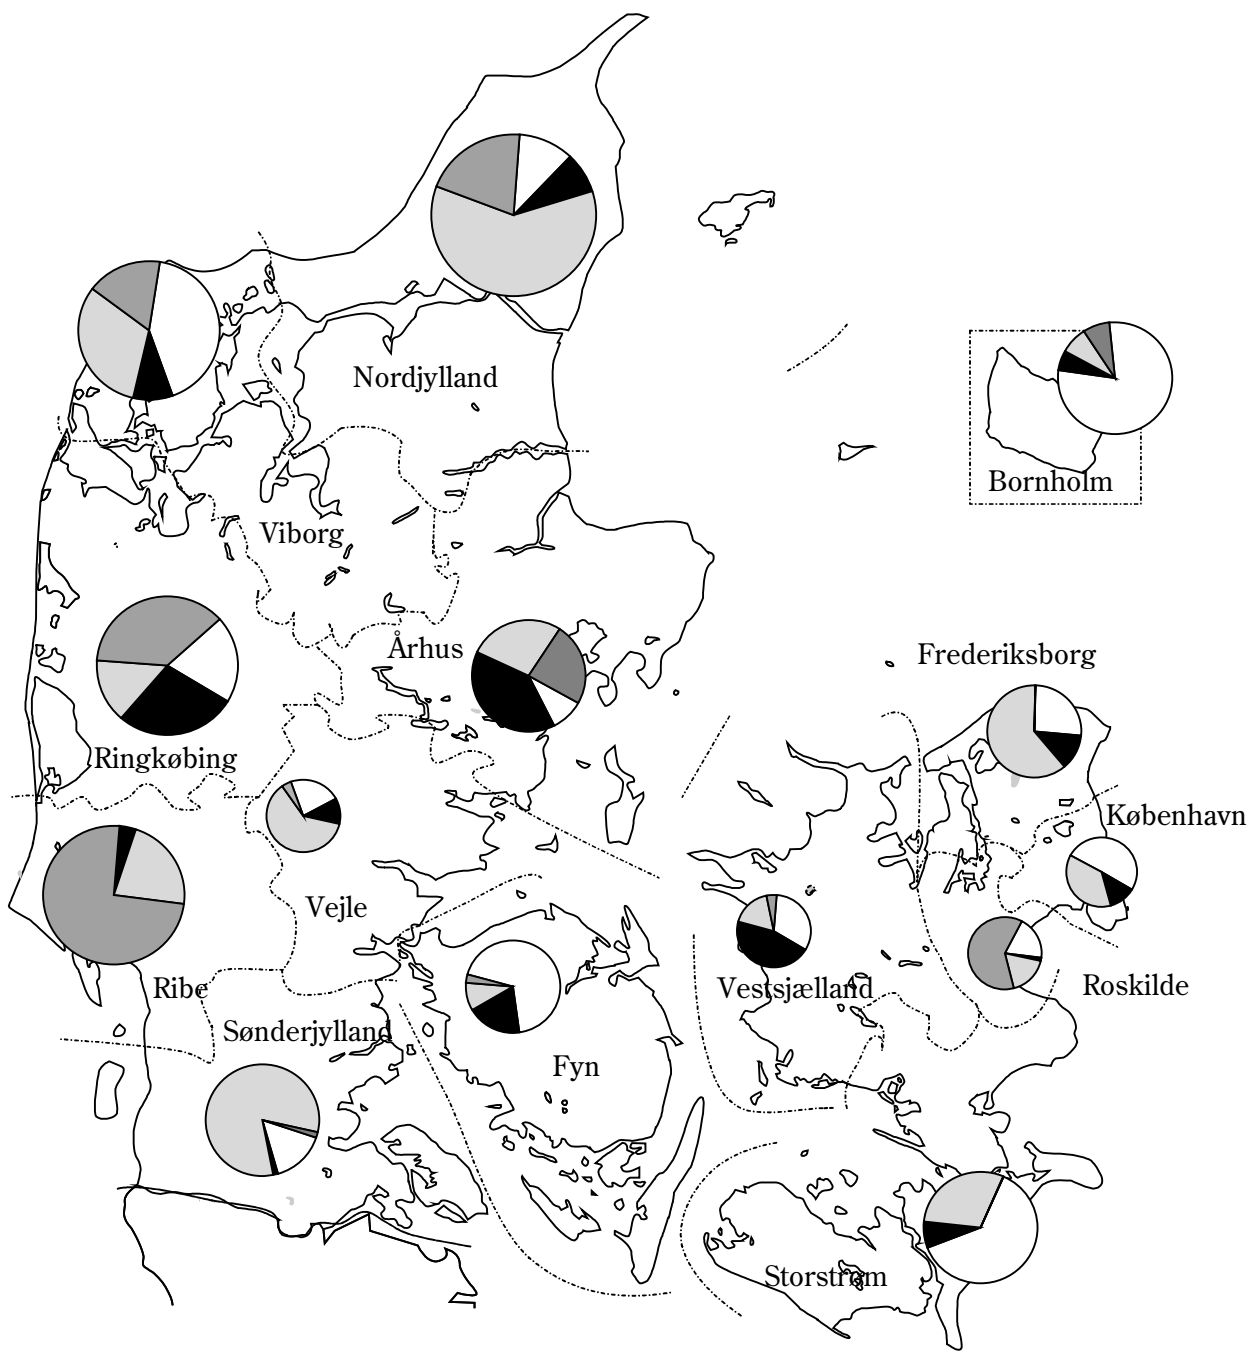 Nordjylland
Bornholm
Viborg
Århus
Frederiksborg
Ringkøbing
København
Vejle
Ribe
Vestsjælland
Roskilde
Sønderjylland
Fyn
Storstrøm